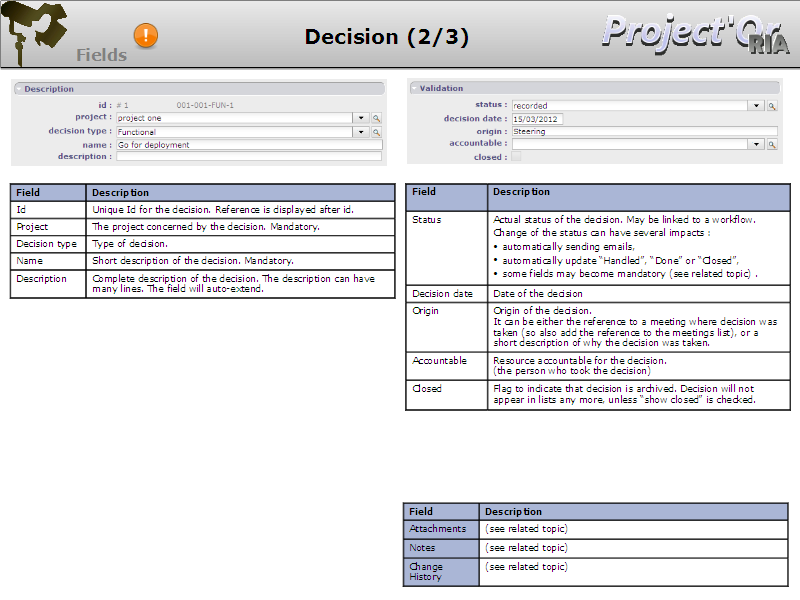 Fields
!
Decision (2/3)
Project'Or
RIA
Description
id : # 1 001-001-FUN-1
project : project one
decision type : Functional
name : Go for deployment
description :
Field Description
Id Unique Id for the decision. Reference is displayed after id.
Project The project concerned by the decision. Mandatory.
Decision type Type of decision.
Name Short description of the decision. Mandatory.
Description Complete description of the decision. The description can have
many lines. The field will auto-extend.
Validation
status : recorded
decision date : 15/03/2012
origin : Steering
accountable :
closed :
Field Description
Status Actual status of the decision. May be linked to a workflow.
Change of the status can have several impacts :
• automatically sending emails,
• automatically update “Handled”, “Done” or “Closed”,
• some fields may become mandatory (see related topic) .
Decision date Date of the decision
Origin Origin of the decision.
It can be either the reference to a meeting where decision was
taken (so also add the reference to the meetings list), or a
short description of why the decision was taken.
Accountable Resource accountable for the decision.
(the person who took the decision)
Closed Flag to indicate that decision is archived. Decision will not
appear in lists any more, unless “show closed” is checked.
Field Description
Attachments (see related topic)
Notes (see related topic)
Change (see related topic)
History